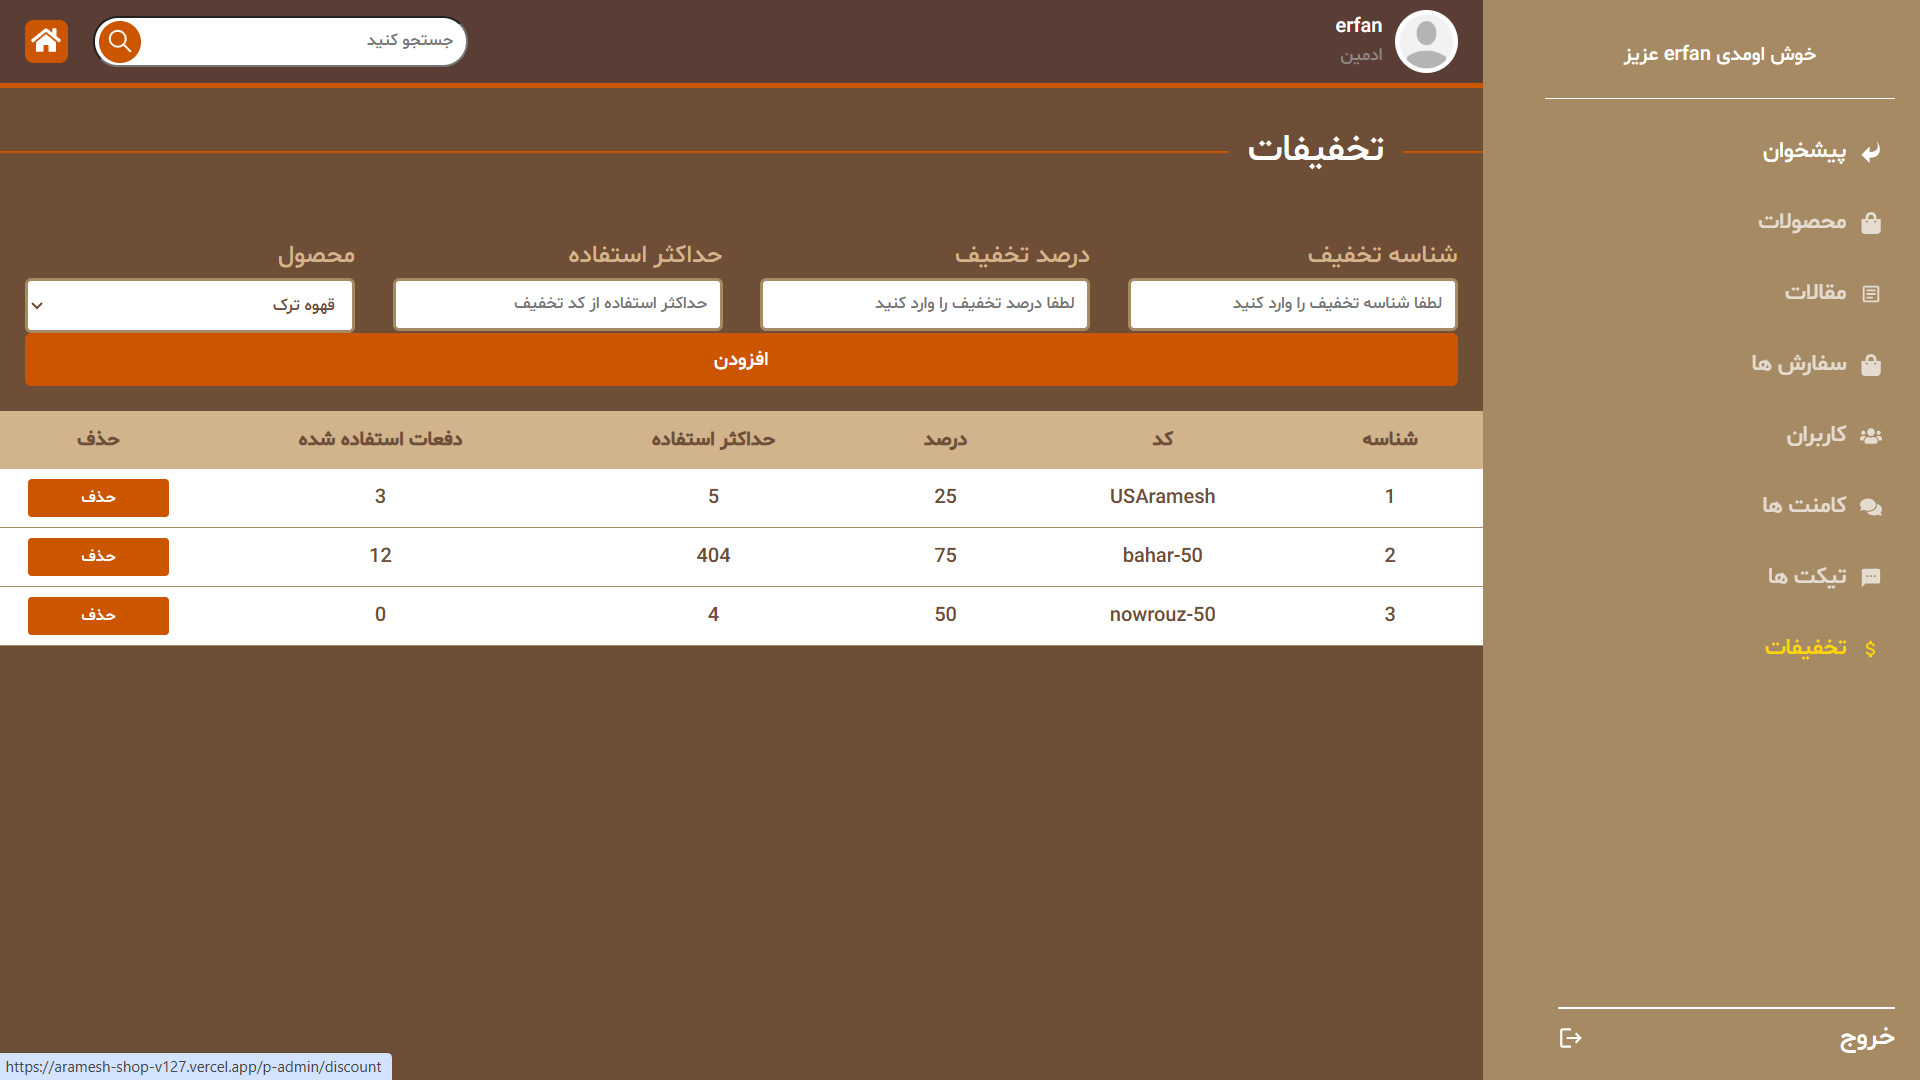 خوش اومدی erfan عزیز
پیشخوان
محصولات
مقالات
سفارش ها
کاربران
کامنت ها
تیکت ها
تخفیفات
خروج
erfan
ادمین
جستجو کنید
تخفیفات
شناسه تخفیف
لطفا شناسه تخفیف را وارد کنید
درصد تخفیف
لطفا درصد تخفیف را وارد کنید
حداکثر استفاده
حداکثر استفاده از کد تخفیف
محصول
قهوه ترک
افزودن
شناسه کد درصد حداکثر استفاده دفعات استفاده شده حذف
1 USAramesh 25 5 3 حذف
2 bahar-50 75 404 12 حذف
3 nowrouz-50 50 4 0 حذف
https://aramesh-shop-v127.vercel.app/p-admin/discount